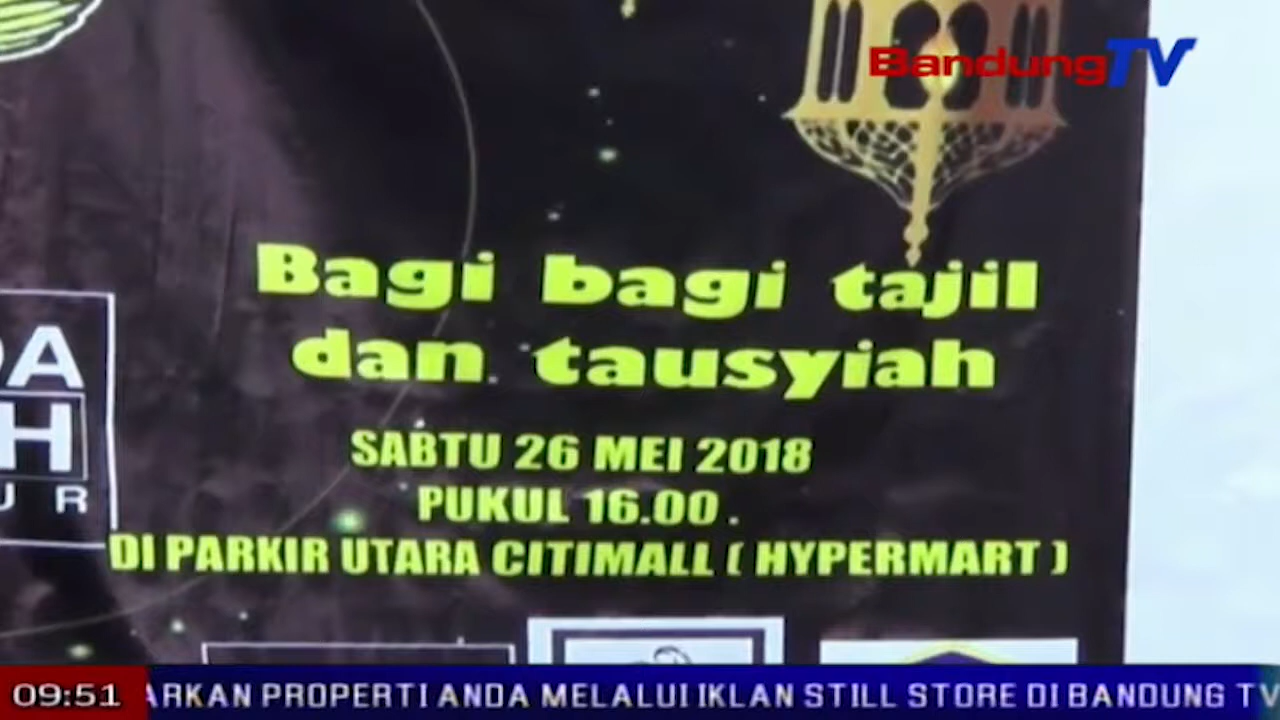 BandungTV
Bagi bagi tajil
dan tausyiah
SABTU 26 MEI 2018
PUKUL 16.00 .
DI PARKIR UTARA CITIMALL ( HYPERMART )
09:51 ARKAN PROPERTI ANDA MELALUI IKLAN STILL STORE DI BANDUNG TV